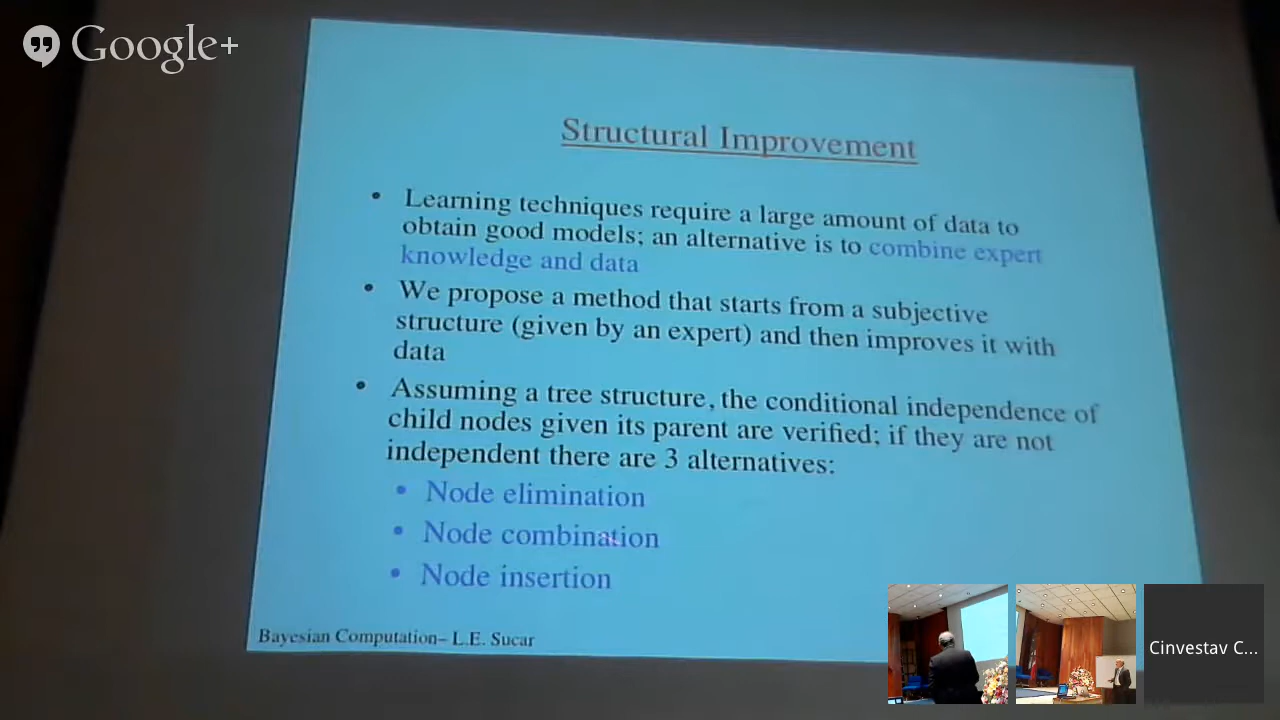 Google+
Structural Improvement
• Learning techniques require a large amount of data to
obtain good models; an alternative is to combine expert
knowledge and data
• We propose a method that starts from a subjective
structure (given by an expert) and then improves it with
data
• Assuming a tree structure, the conditional independence of
child nodes given its parent are verified; if they are not
independent there are 3 alternatives:
• Node elimination
• Node combination
• Node insertion
Bayesian Computation– L.E. Sucar
Cinvestav C...